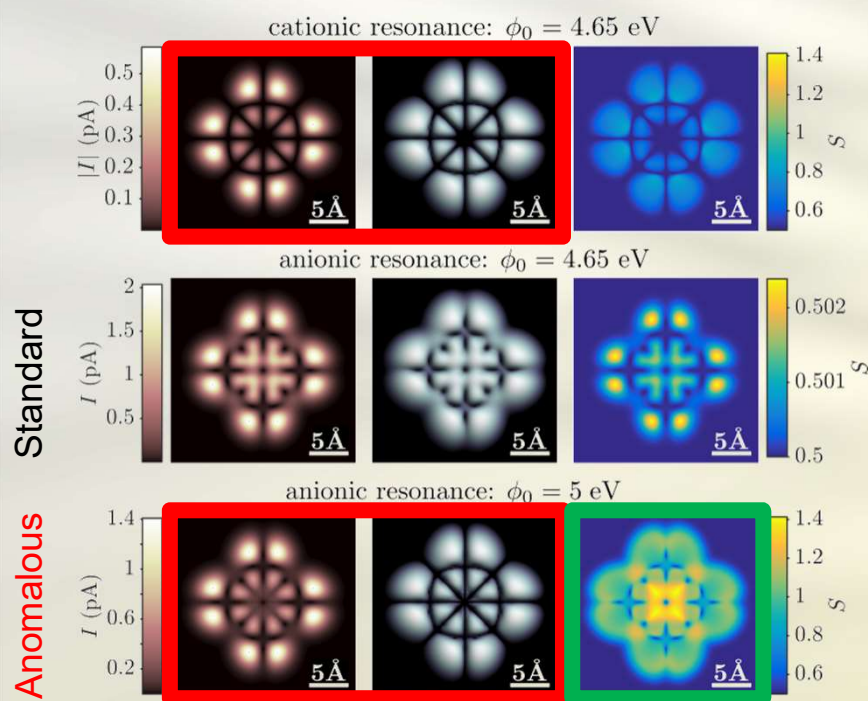 cationic resonance: ϕ₀ = 4.65 eV
|I| (pA)
0.5
0.4
0.3
0.2
0.1
5Å
5Å
5Å
1.4
1.2
1
0.8
0.6
S
anionic resonance: ϕ₀ = 4.65 eV
Standard
I (pA)
2
1.5
1
0.5
5Å
5Å
5Å
0.502
0.501
0.5
S
anionic resonance: ϕ₀ = 5 eV
Anomalous
I (pA)
1.4
1
0.6
0.2
5Å
5Å
5Å
1.4
1.2
1
0.8
0.6
S